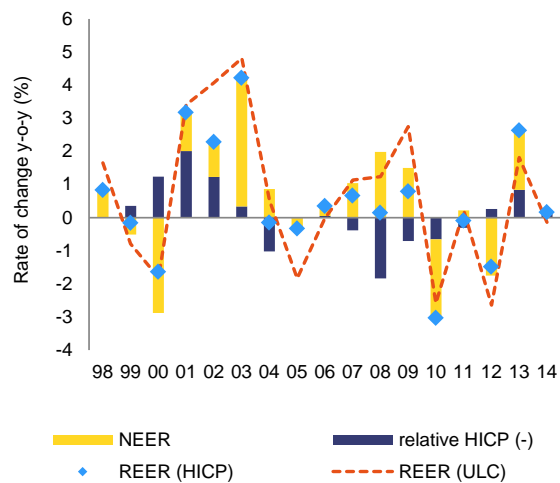 Rate of change y-o-y (%)
6
5
4
3
2
1
0
-1
-2
-3
-4
98 99 00 01 02 03 04 05 06 07 08 09 10 11 12 13 14
NEER
relative HICP (-)
REER (HICP)
REER (ULC)